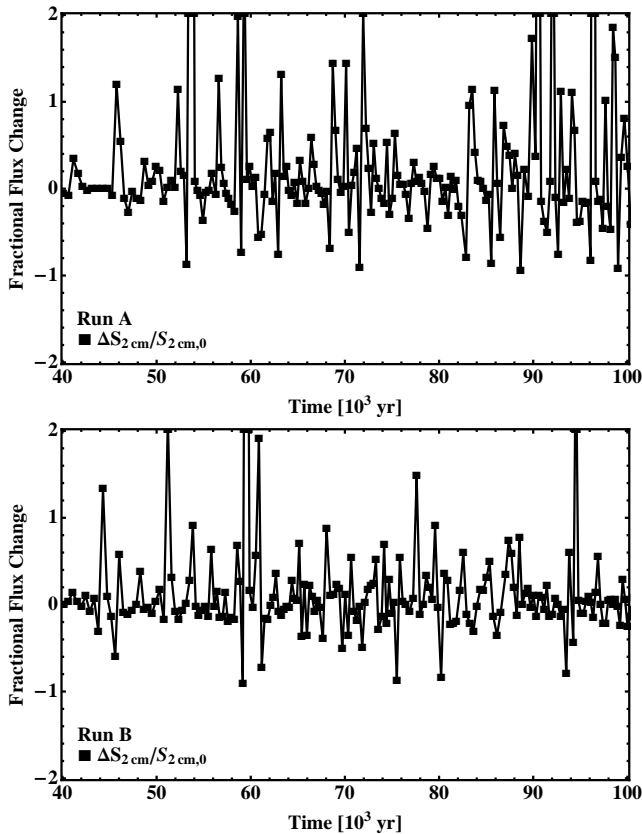 2
1
0
−1
−2
Fractional Flux Change
Run A
■ ΔS2 cm/S2 cm,0
40 50 60 70 80 90 100
Time [10³ yr]
2
1
0
−1
−2
Fractional Flux Change
Run B
■ ΔS2 cm/S2 cm,0
40 50 60 70 80 90 100
Time [10³ yr]